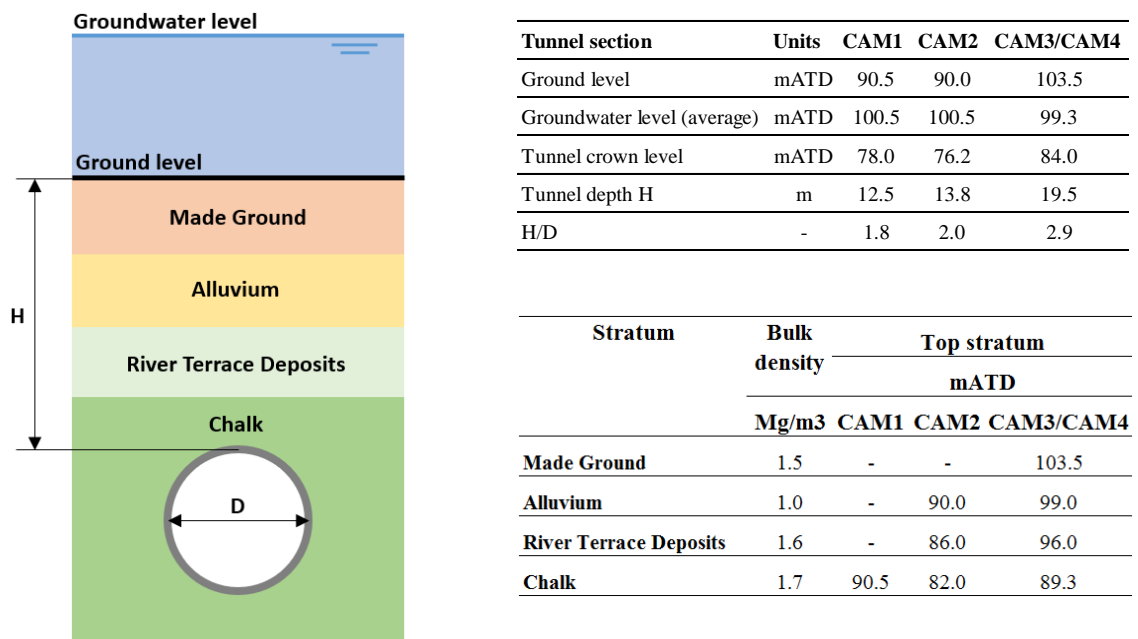 Groundwater level
Ground level
Made Ground
Alluvium
River Terrace Deposits
Chalk
H
D
Tunnel section Units CAM1 CAM2 CAM3/CAM4
Ground level mATD 90.5 90.0 103.5
Groundwater level (average) mATD 100.5 100.5 99.3
Tunnel crown level mATD 78.0 76.2 84.0
Tunnel depth H m 12.5 13.8 19.5
H/D - 1.8 2.0 2.9
Stratum Bulk density Top stratum
mATD
Mg/m3 CAM1 CAM2 CAM3/CAM4
Made Ground 1.5 - - 103.5
Alluvium 1.0 - 90.0 99.0
River Terrace Deposits 1.6 - 86.0 96.0
Chalk 1.7 90.5 82.0 89.3